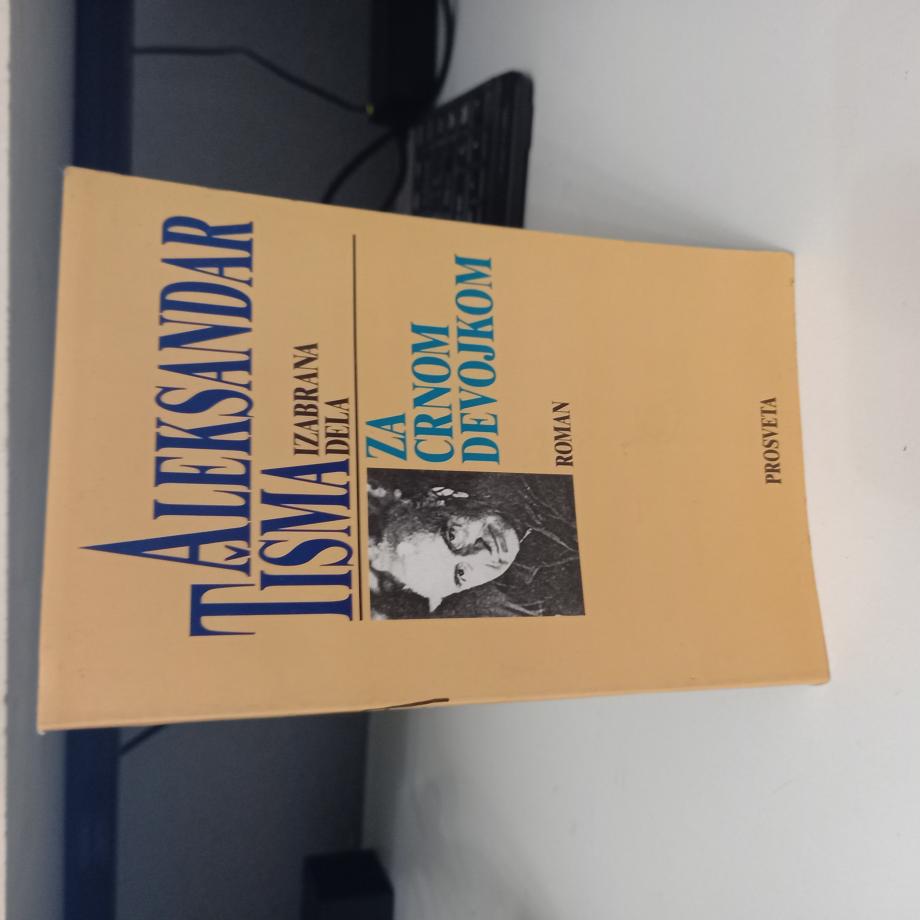 ALEKSANDAR
TIŠMA
IZABRANA
DELA
ZA
CRNOM
DEVOJKOM
ROMAN
PROSVETA